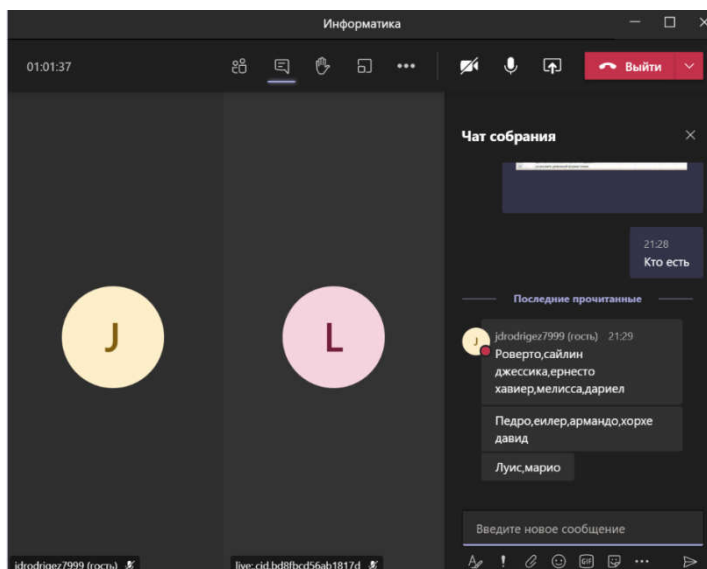 Информатика
01:01:37
Выйти
Чат собрания
21:28
Кто есть
Последние прочитанные
J
L
J
jdrodrigez7999 (гость) 21:29
Роверто,сайлин
джессика,ернесто
хавиер,мелисса,дариел
Педро,еилер,армандо,хорхе
давид
Луис,марио
Введите новое сообщение
GIF
jdrodrigez7999 (гость)
live:.cid.bd8fbcd56ab1817d